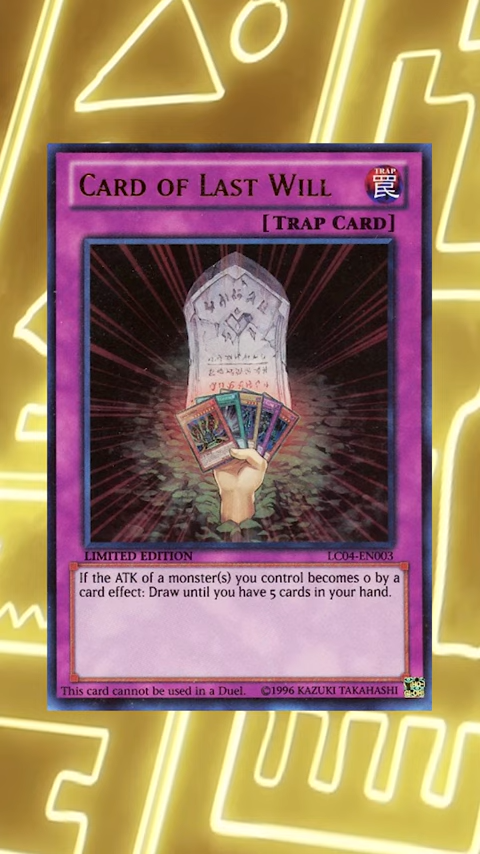 Card of Last Will
TRAP
罠
[Trap Card]
LIMITED EDITION
LC04-EN003
If the ATK of a monster(s) you control becomes 0 by a
card effect: Draw until you have 5 cards in your hand.
This card cannot be used in a Duel.
©1996 KAZUKI TAKAHASHI